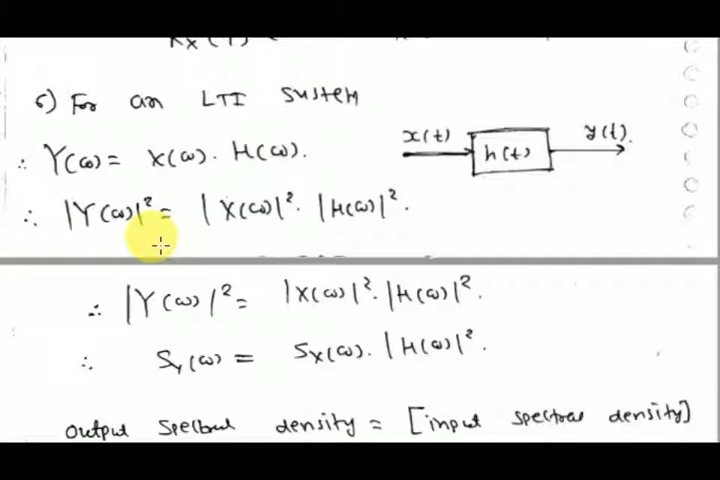 6) For an LTI system
∴ Y(ω) = X(ω). H(ω).
x(t) h(t) y(t).
∴ |Y(ω)|² = |X(ω)|². |H(ω)|².
∴ |Y(ω)|² = |X(ω)|². |H(ω)|².
∴ Sy(ω) = Sx(ω). |H(ω)|².
output spectral density = [input spectral density]